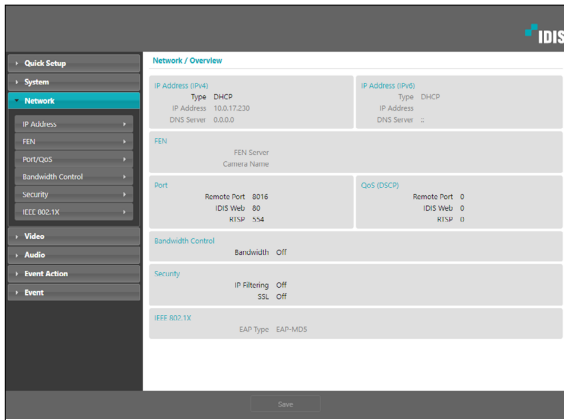 IDIS
Quick Setup
System
Network
IP Address
FEN
Port/QoS
Bandwidth Control
Security
IEEE 802.1X
Video
Audio
Event Action
Event
Network / Overview
IP Address (IPv4)
Type DHCP
IP Address 10.0.17.230
DNS Server 0.0.0.0
IP Address (IPv6)
Type DHCP
IP Address
DNS Server ::
FEN
FEN Server
Camera Name
Port
Remote Port 8016
IDIS Web 80
RTSP 554
QoS (DSCP)
Remote Port 0
IDIS Web 0
RTSP 0
Bandwidth Control
Bandwidth Off
Security
IP Filtering Off
SSL Off
IEEE 802.1X
EAP Type EAP-MD5
Save